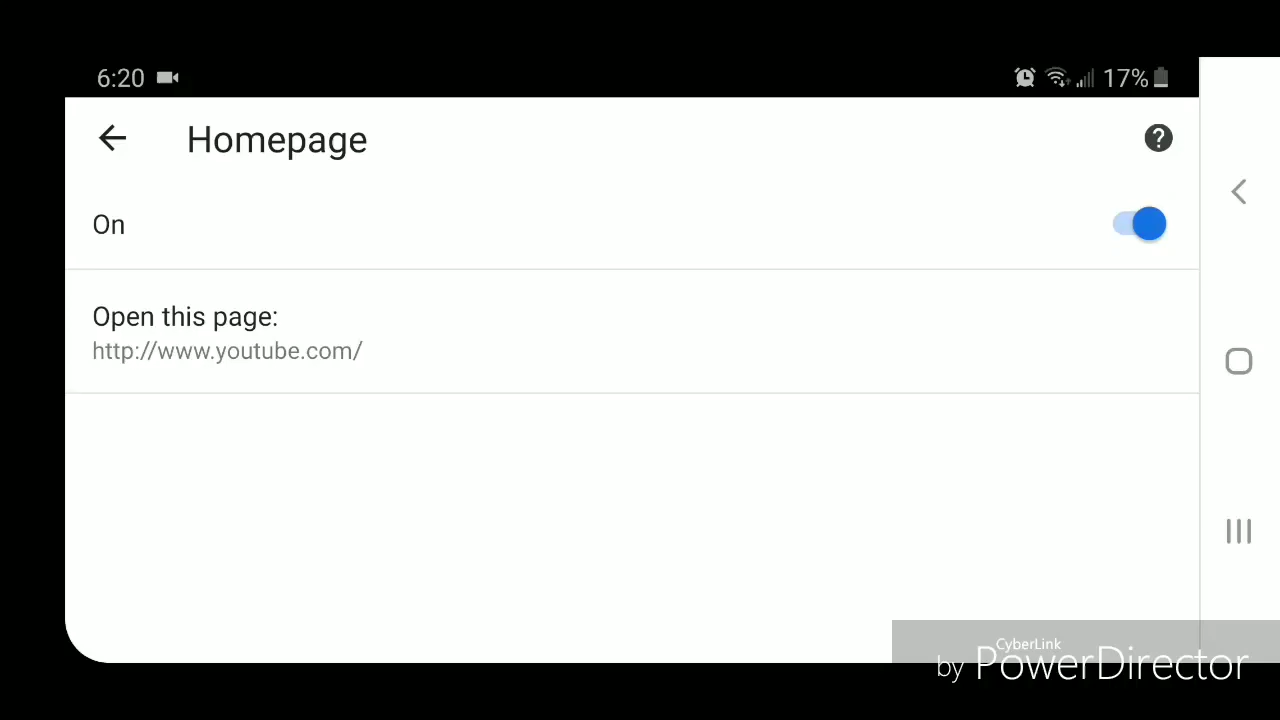 6:20
17%
Homepage
On
Open this page:
http://www.youtube.com/
CyberLink
by PowerDirector